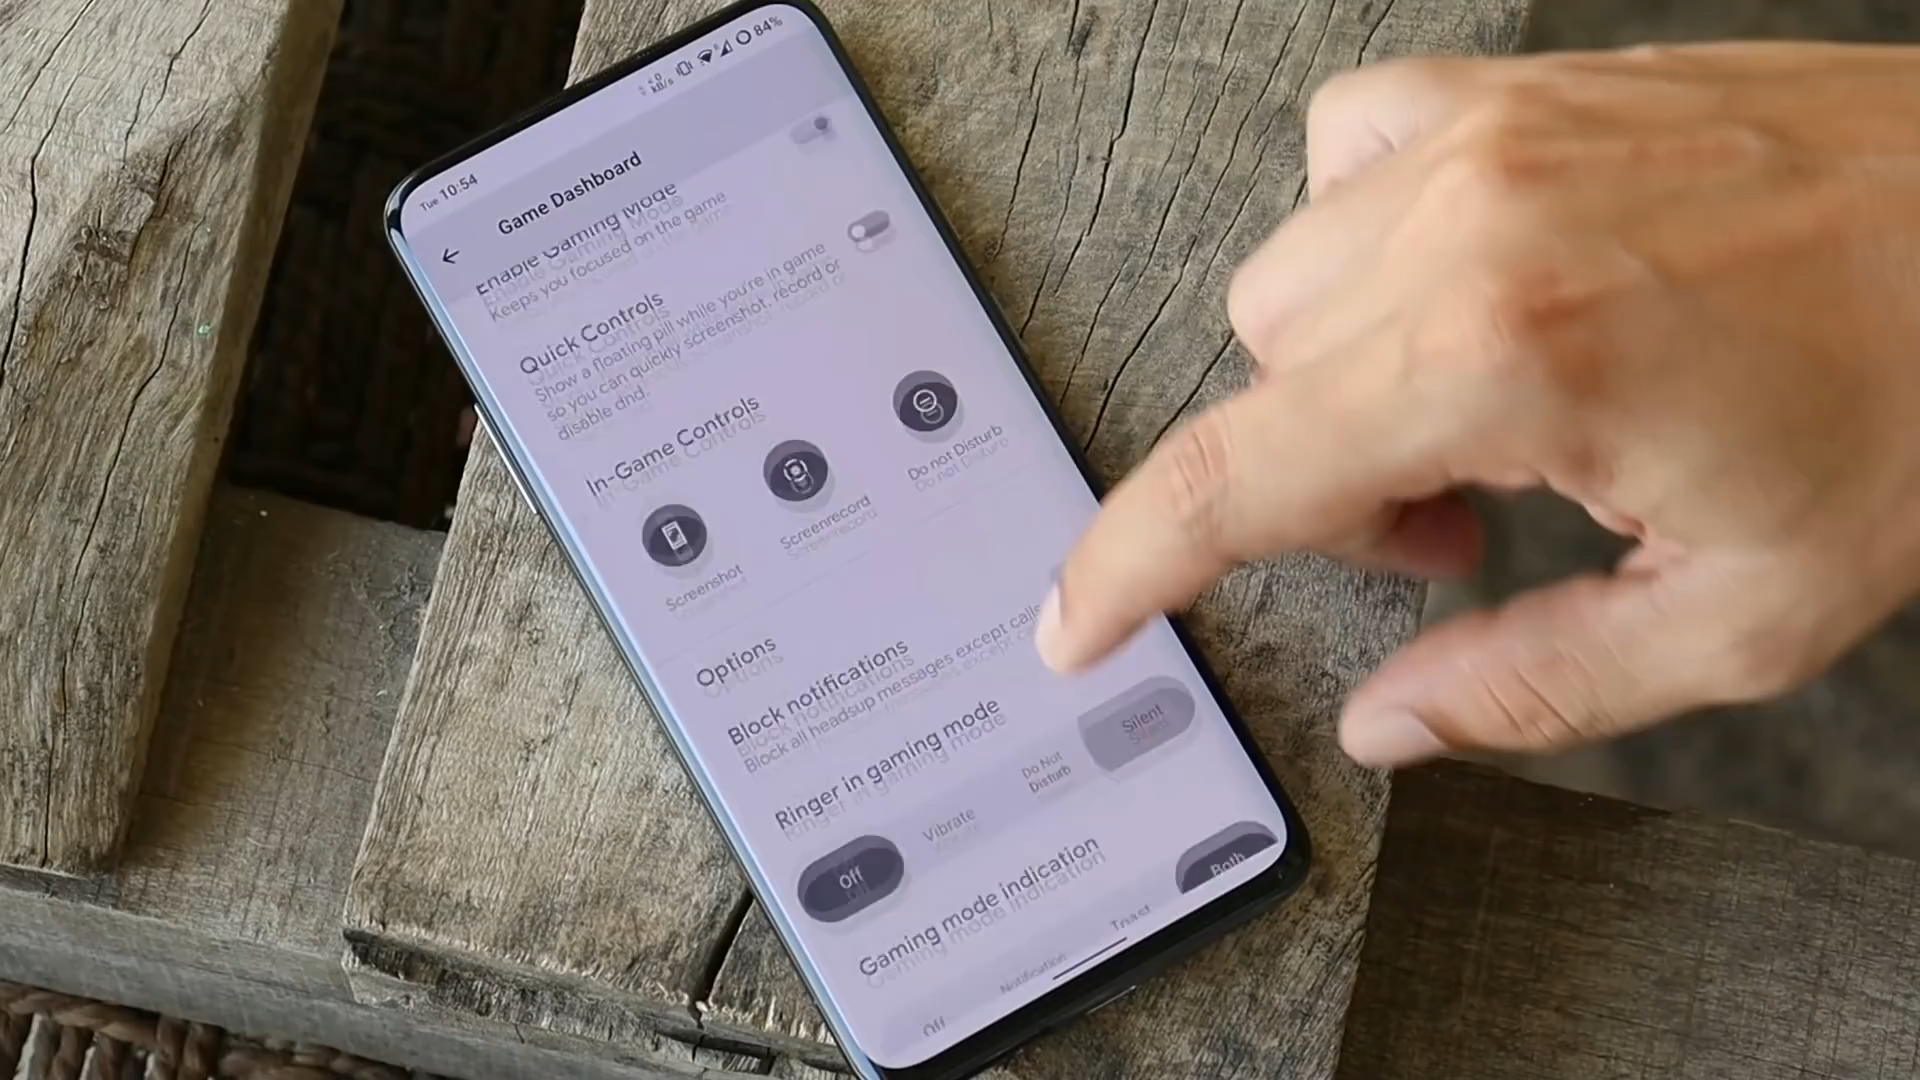 Tue 10:54
KB/s
84%
Game Dashboard
Enable Gaming Mode
Keeps you focused on the game
Quick Controls
Show a floating pill while you're in game
so you can quickly screenshot, record or
disable dnd.
In-Game Controls
Screenshot
Screenrecord
Do not Disturb
Options
Block notifications
Block all headsup messages except calls
Ringer in gaming mode
Off
Vibrate
Do Not
Disturb
Silent
Gaming mode indication
Off
Notification
Toast
Both